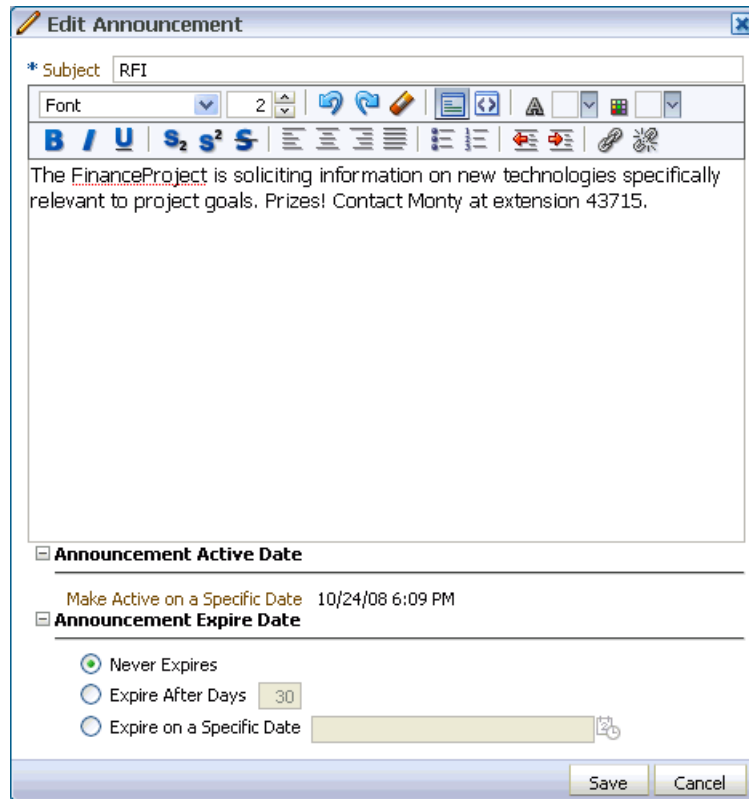 Edit Announcement
* Subject RFI
Font 2
B I U S2 S² S
The FinanceProject is soliciting information on new technologies specifically
relevant to project goals. Prizes! Contact Monty at extension 43715.
Announcement Active Date
Make Active on a Specific Date 10/24/08 6:09 PM
Announcement Expire Date
Never Expires
Expire After Days 30
Expire on a Specific Date
Save Cancel